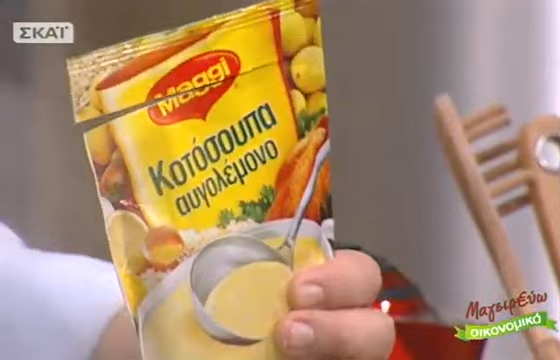 ΣΚΑΪ
Maggi
Κοτόσουπα
αυγολέμονο
Μαγειρεύω
οικονομικά